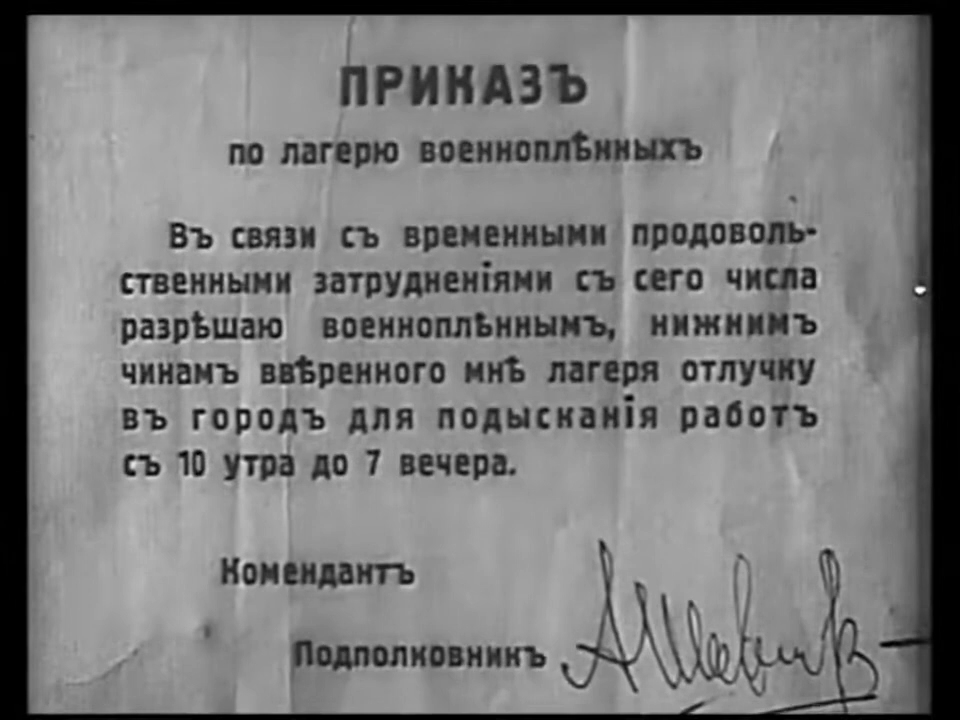 ПРИКАЗЪ
по лагерю военноплѣнныхъ
Въ связи съ временными продоволь-
ственными затрудненіями съ сего числа
разрѣшаю военноплѣннымъ, нижнимъ
чинамъ ввѣренного мнѣ лагеря отлучку
въ городъ для подысканія работъ
съ 10 утра до 7 вечера.
Комендантъ
Подполковникъ